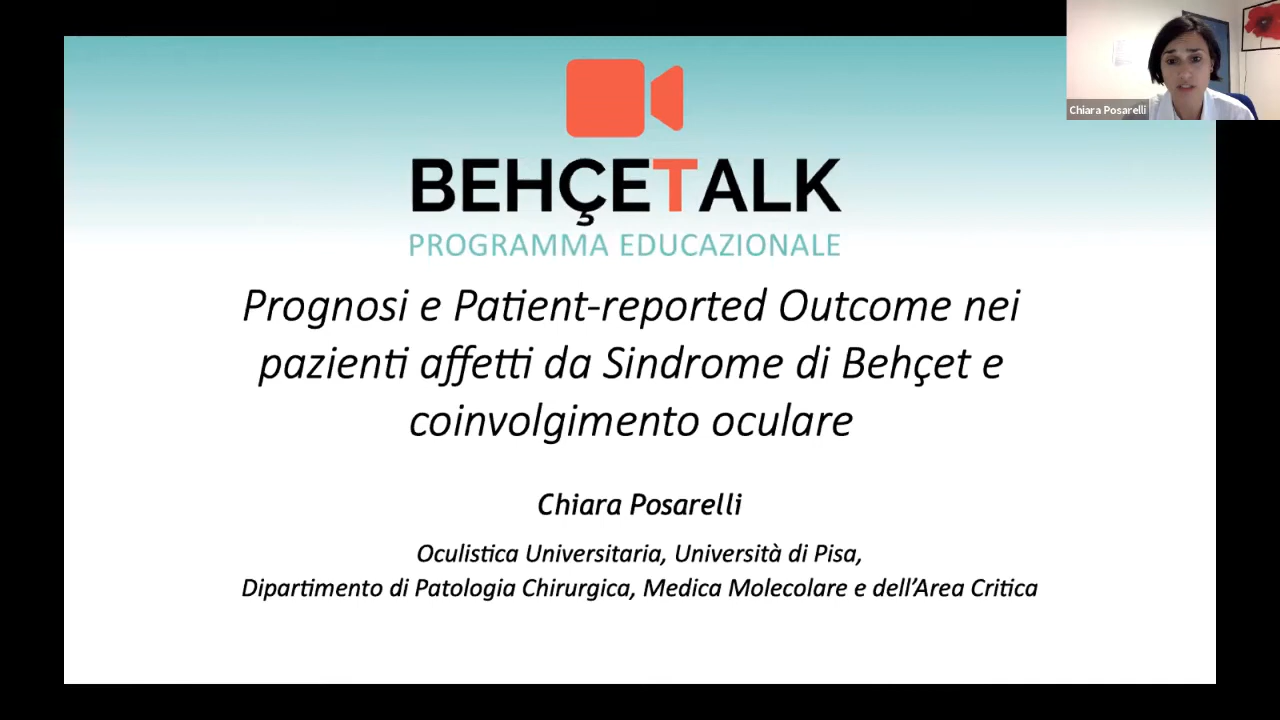 BEHÇETALK
PROGRAMMA EDUCAZIONALE
Prognosi e Patient-reported Outcome nei
pazienti affetti da Sindrome di Behçet e
coinvolgimento oculare
Chiara Posarelli
Oculistica Universitaria, Università di Pisa,
Dipartimento di Patologia Chirurgica, Medica Molecolare e dell’Area Critica
Chiara Posarelli